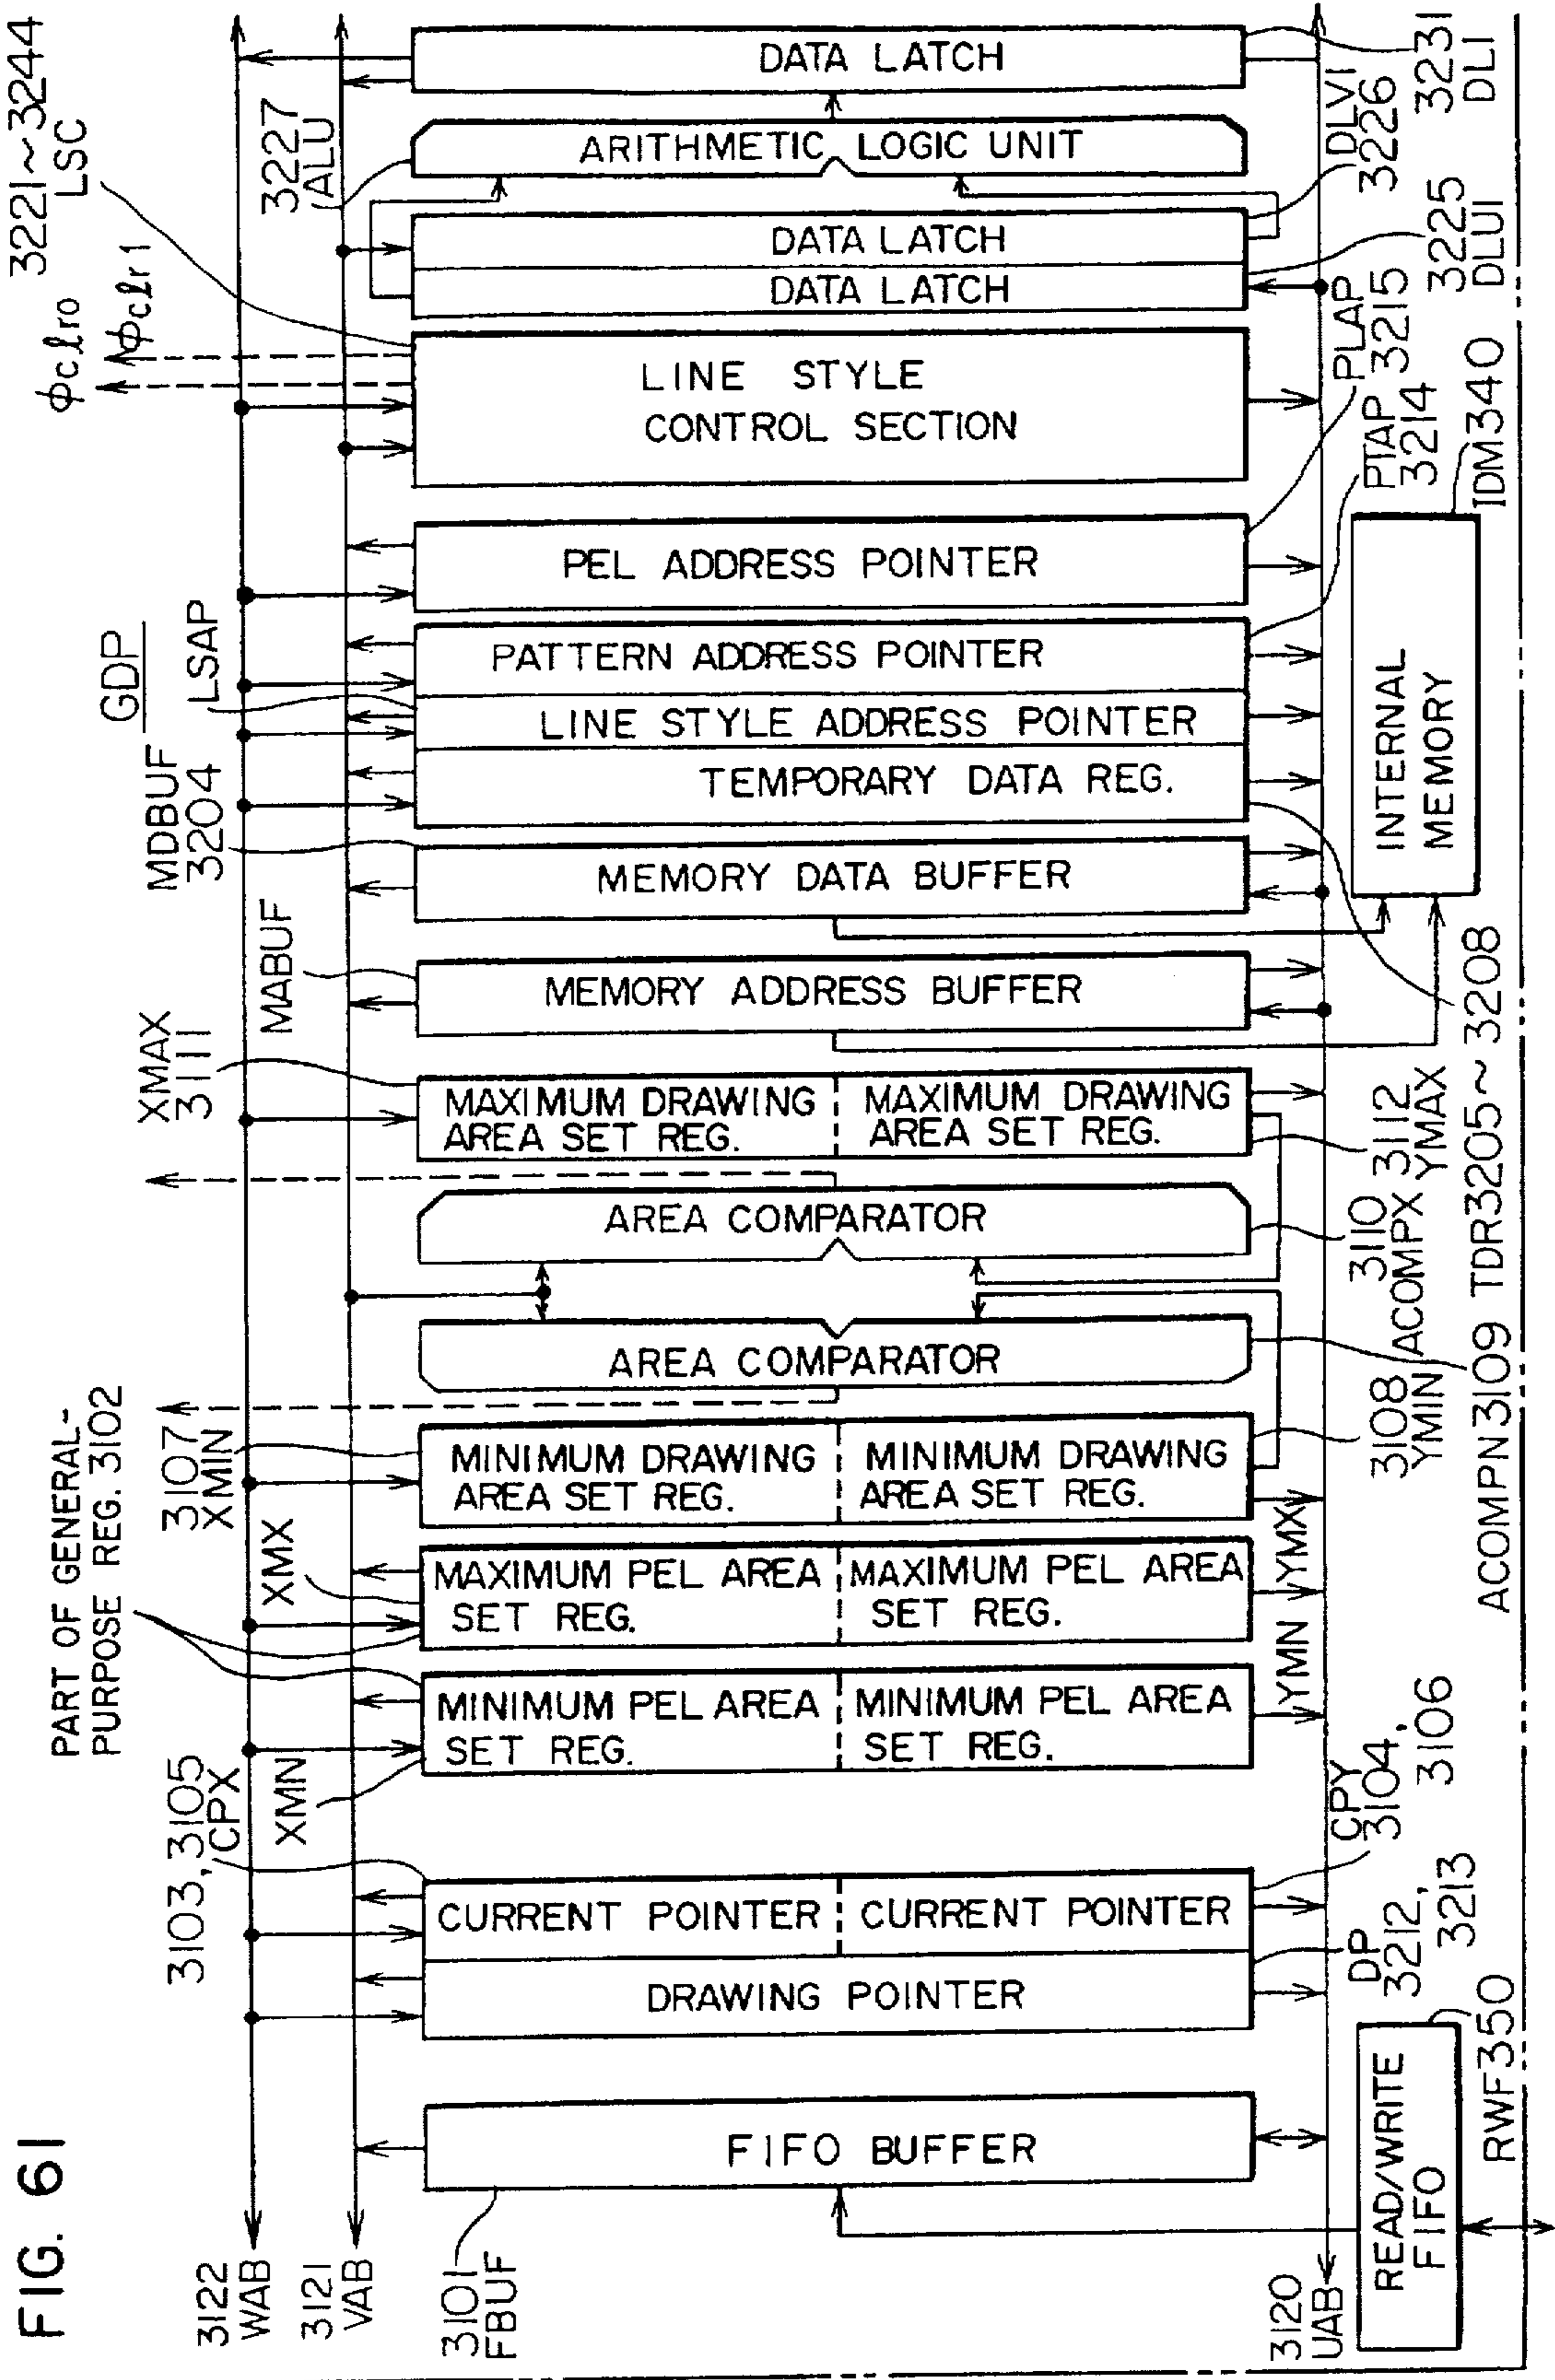 FIG. 61
3122
WAB
3121
VAB
3101
FBUF
3120
UAB
FIFO BUFFER
READ/WRITE
FIFO
RWF350
3103, 3105
CPX
CURRENT POINTER
CURRENT POINTER
DRAWING POINTER
DP
3212,
3213
CPY
3104,
3106
PART OF GENERAL-
PURPOSE REG. 3102
XMN
MINIMUM PEL AREA
SET REG.
MINIMUM PEL AREA
SET REG.
YMN
XMX
MAXIMUM PEL AREA
SET REG.
MAXIMUM PEL AREA
SET REG.
YMX
3107
XMIN
MINIMUM DRAWING
AREA SET REG.
MINIMUM DRAWING
AREA SET REG.
3108
YMIN
AREA COMPARATOR
ACOMPN3109
AREA COMPARATOR
3110
ACOMPX
XMAX
3111
MAXIMUM DRAWING
AREA SET REG.
MAXIMUM DRAWING
AREA SET REG.
3112
YMAX
MABUF
MEMORY ADDRESS BUFFER
MDBUF
3204
MEMORY DATA BUFFER
TDR3205~3208
GDP
LSAP
TEMPORARY DATA REG.
LINE STYLE ADDRESS POINTER
PATTERN ADDRESS POINTER
PTAP
3214
INTERNAL
MEMORY
IDM340
PEL ADDRESS POINTER
PLAP
3215
ϕclr0
ϕclr1
3221~3244
LSC
LINE STYLE
CONTROL SECTION
DATA LATCH
3225
DLU1
DATA LATCH
DLV1
3226
3227
ALU
ARITHMETIC LOGIC UNIT
DATA LATCH
3231
DL1